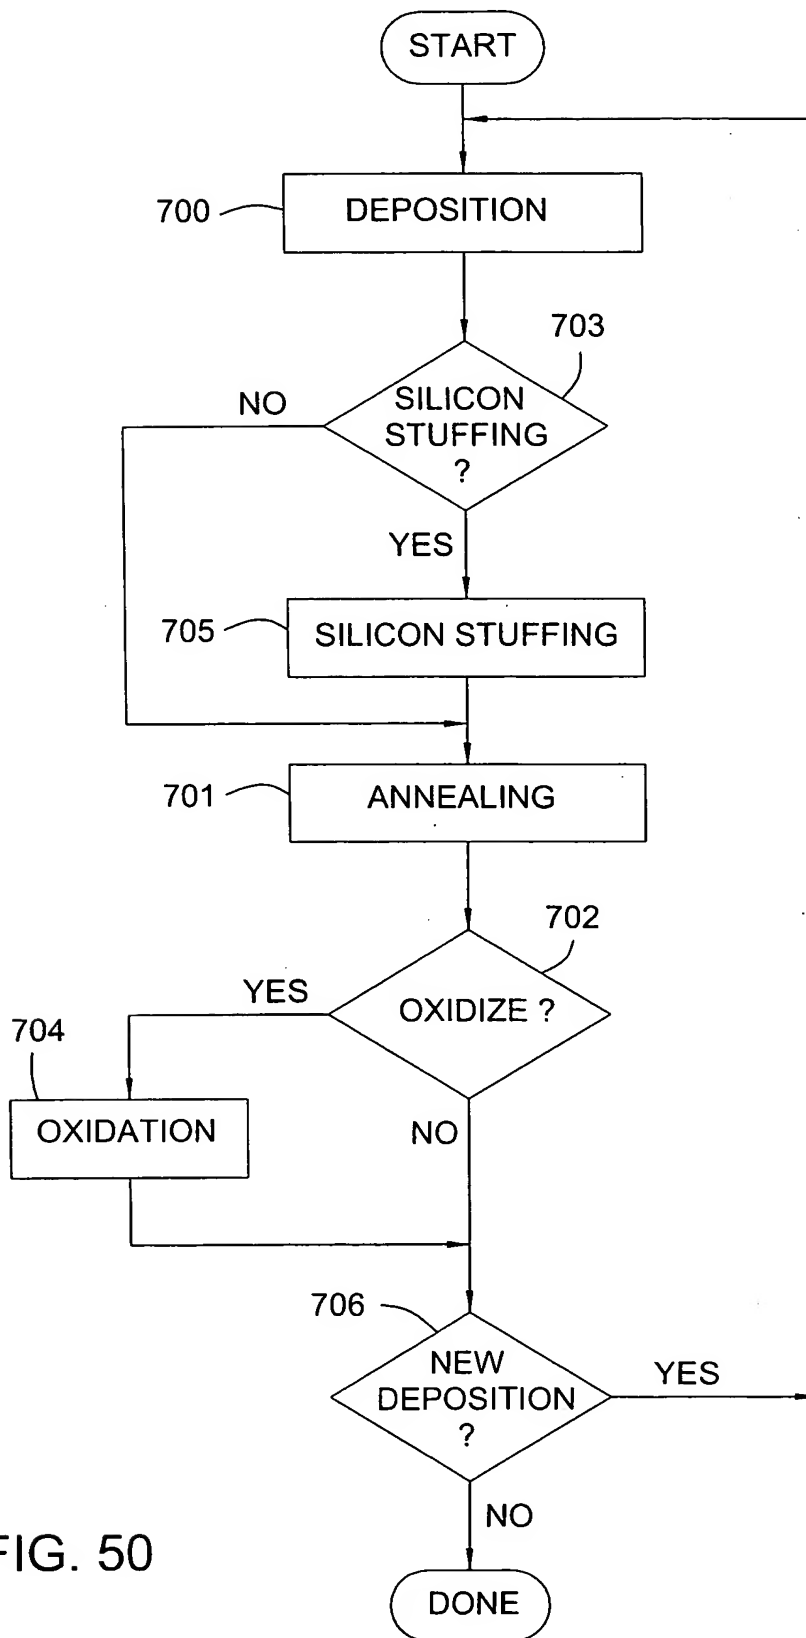 START
700
DEPOSITION
703
NO
SILICON
STUFFING
?
YES
705
SILICON STUFFING
701
ANNEALING
702
YES
OXIDIZE ?
704
OXIDATION
NO
706
NEW
DEPOSITION
?
YES
NO
FIG. 50
DONE